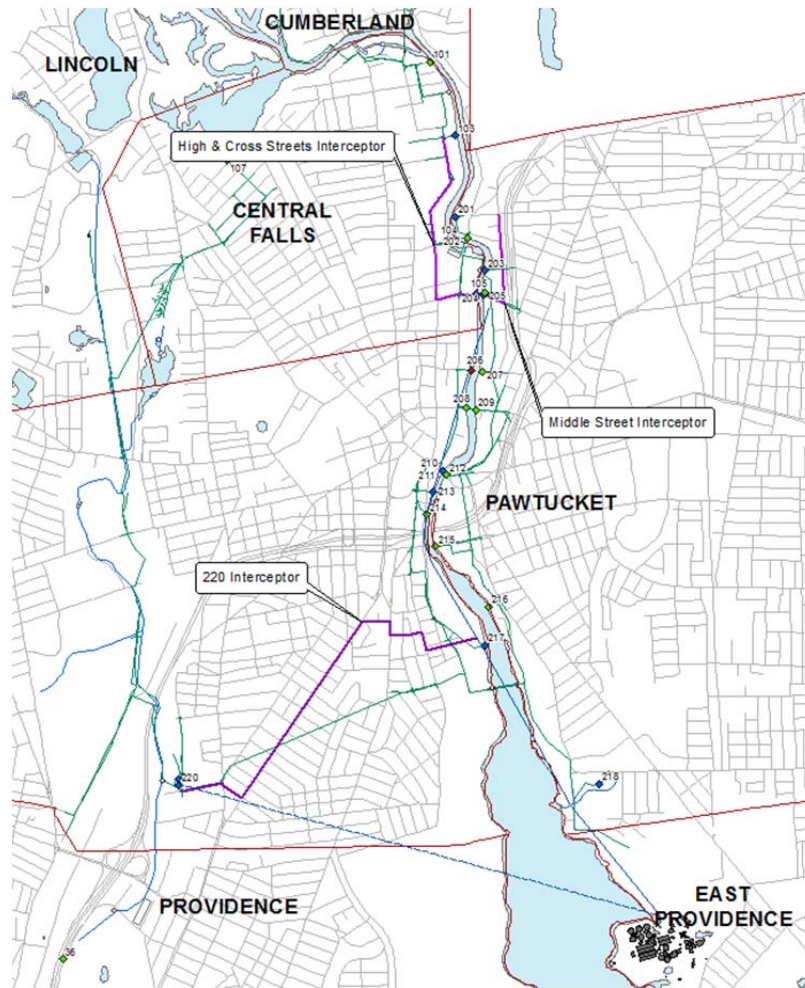 CUMBERLAND
LINCOLN
101
103
High & Cross Streets Interceptor
107
CENTRAL
FALLS
201
104
202
203
105
204
205
206
207
208
209
Middle Street Interceptor
210
212
211
213
PAWTUCKET
214
215
220 Interceptor
216
217
220
218
PROVIDENCE
EAST
PROVIDENCE
36